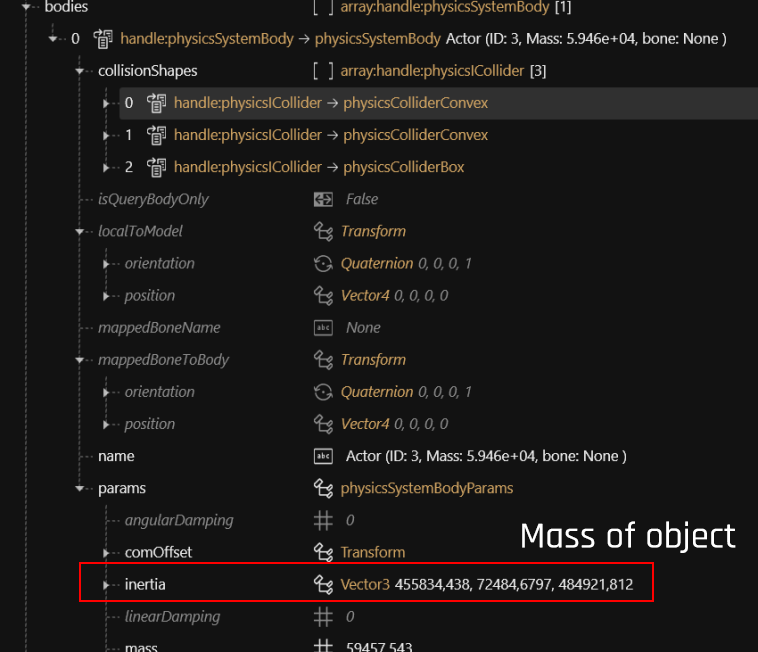 bodies [ ] array:handle:physicsSystemBody [1]
0 handle:physicsSystemBody → physicsSystemBody Actor (ID: 3, Mass: 5.946e+04, bone: None )
collisionShapes [ ] array:handle:physicsICollider [3]
0 handle:physicsICollider → physicsColliderConvex
1 handle:physicsICollider → physicsColliderConvex
2 handle:physicsICollider → physicsColliderBox
isQueryBodyOnly False
localToModel Transform
orientation Quaternion 0, 0, 0, 1
position Vector4 0, 0, 0, 0
mappedBoneName abc None
mappedBoneToBody Transform
orientation Quaternion 0, 0, 0, 1
position Vector4 0, 0, 0, 0
name abc Actor (ID: 3, Mass: 5.946e+04, bone: None )
params physicsSystemBodyParams
angularDamping # 0
Mass of object
comOffset Transform
inertia Vector3 455834,438, 72484,6797, 484921,812
linearDamping # 0
mass # 59457,543